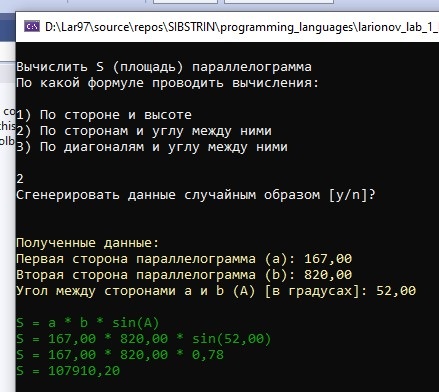 D:\Lar97\source\repos\SIBSTRIN\programming_languages\larionov_lab_1_
Вычислить S (площадь) параллелограмма
По какой формуле проводить вычисления:
1) По стороне и высоте
2) По сторонам и углу между ними
3) По диагоналям и углу между ними
2
Сгенерировать данные случайным образом [y/n]?
Полученные данные:
Первая сторона параллелограмма (a): 167,00
Вторая сторона параллелограмма (b): 820,00
Угол между сторонами a и b (A) [в градусах]: 52,00
S = a * b * sin(A)
S = 167,00 * 820,00 * sin(52,00)
S = 167,00 * 820,00 * 0,78
S = 107910,20